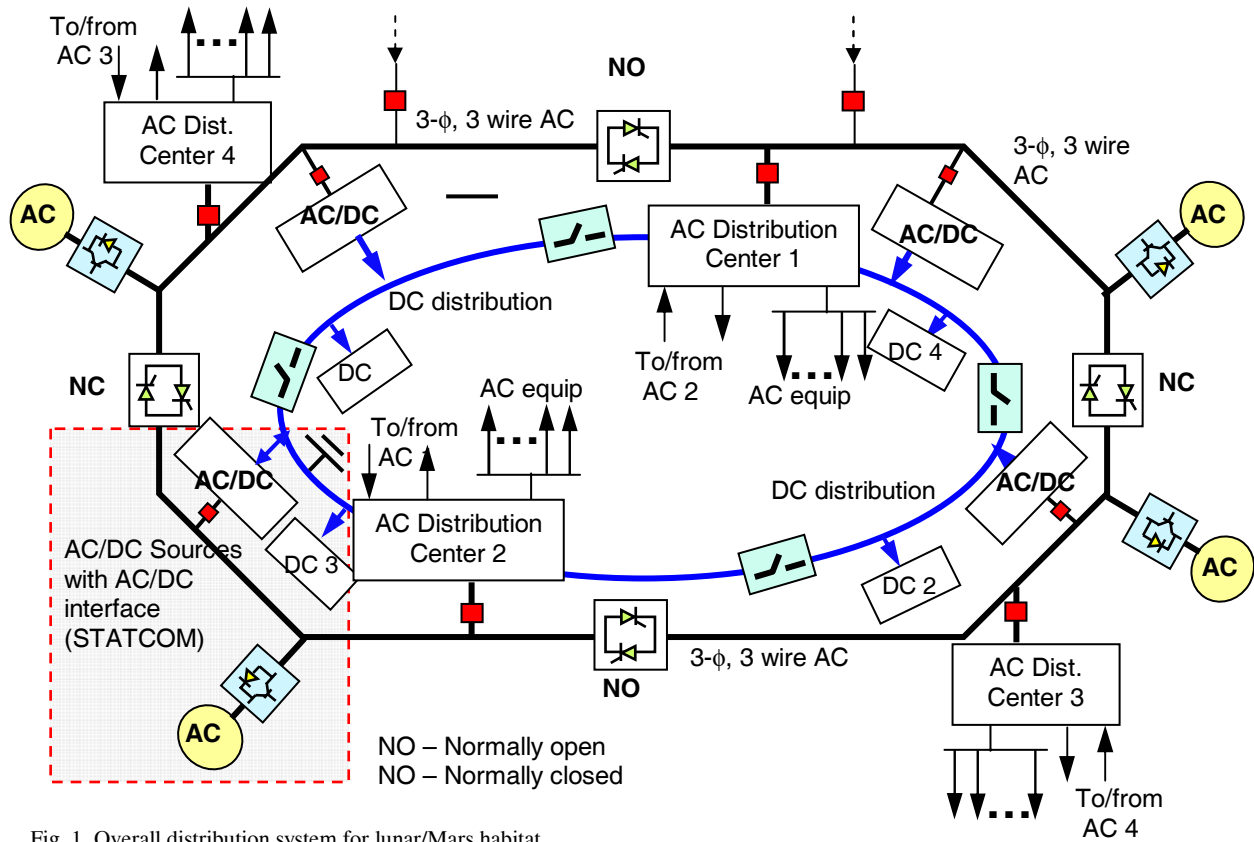 To/from
AC 3
NO
3-ϕ, 3 wire AC
AC Dist.
Center 4
3-ϕ, 3 wire
AC
AC
AC/DC
AC Distribution
Center 1
AC/DC
AC
DC distribution
DC
To/from
AC 2
AC equip
DC 4
NC
NC
AC equip
To/from
AC
AC/DC
DC distribution
AC/DC
AC Distribution
Center 2
AC/DC Sources
with AC/DC
interface
(STATCOM)
DC 3
DC 2
AC
NO
3-ϕ, 3 wire AC
AC Dist.
Center 3
AC
NO – Normally open
NO – Normally closed
To/from
AC 4
Fig. 1. Overall distribution system for lunar/Mars habitat